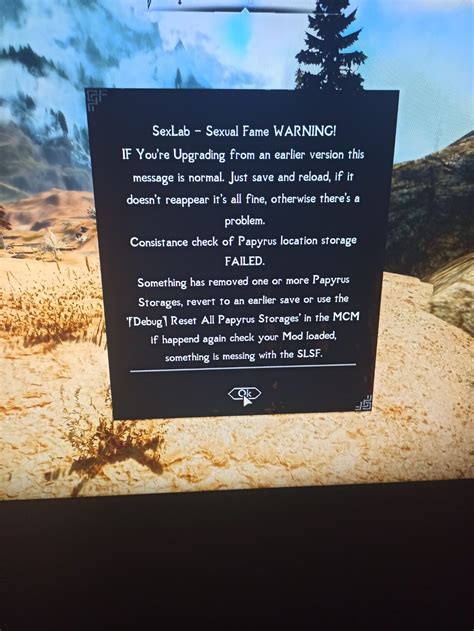 SexLab - Sexual Fame WARNING!
IF You're Upgrading from an earlier version this
message is normal. Just save and reload, if it
doesn't reappear it's all fine, otherwise there's a
problem.
Consistance check of Papyrus location storage
FAILED.
Something has removed one or more Papyrus
Storages, revert to an earlier save or use the
'[Debug] Reset All Papyrus Storages' in the MCM
if happend again check your Mod loaded,
something is messing with the SLSF.
Ok